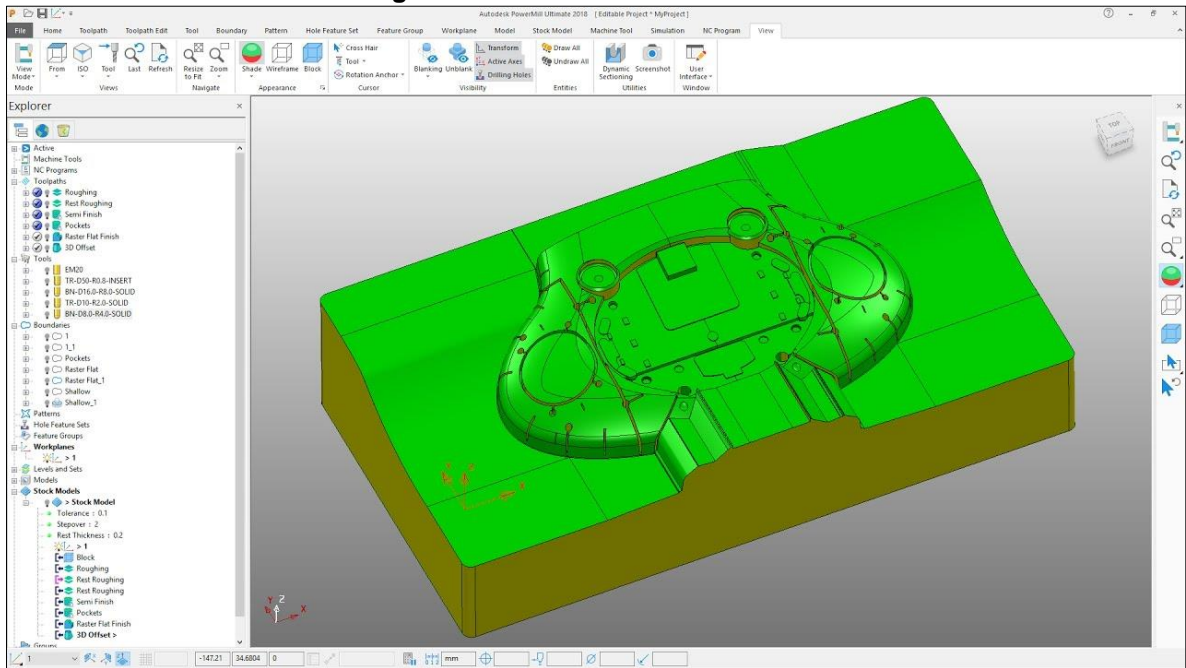 Autodesk PowerMill Ultimate 2018 [Editable Project * MyProject]
File Home Toolpath Toolpath Edit Tool Boundary Pattern Hole Feature Set Feature Group Workplane Model Stock Model Machine Tool Simulation NC Program View
View Mode From ISO Tool Last Refresh Resize to Fit Zoom Shade Wireframe Block Cross Hair Tool Rotation Anchor Blanking Unblank Transform Active Axes Drilling Holes Draw All Undraw All Dynamic Sectioning Screenshot User Interface
Mode Views Navigate Appearance Cursor Visibility Entities Utilities Window
Explorer
Active
Machine Tools
NC Programs
Toolpaths
Roughing
Rest Roughing
Semi Finish
Pockets
Raster Flat Finish
3D Offset
Tools
EM20
TR-D50-R0.8-INSERT
BN-D16.0-R8.0-SOLID
TR-D10-R2.0-SOLID
BN-D8.0-R4.0-SOLID
Boundaries
1
1_1
Pockets
Raster Flat
Raster Flat_1
Shallow
Shallow_1
Patterns
Hole Feature Sets
Feature Groups
Workplanes
> 1
Levels and Sets
Models
Stock Models
> Stock Model
Tolerance : 0.1
Stepover : 2
Rest Thickness : 0.2
> 1
Block
Roughing
Rest Roughing
Rest Roughing
Semi Finish
Pockets
Raster Flat Finish
3D Offset >
Groups
TOP
FRONT
Y Z X
1 -147.21 34.6804 0 mm